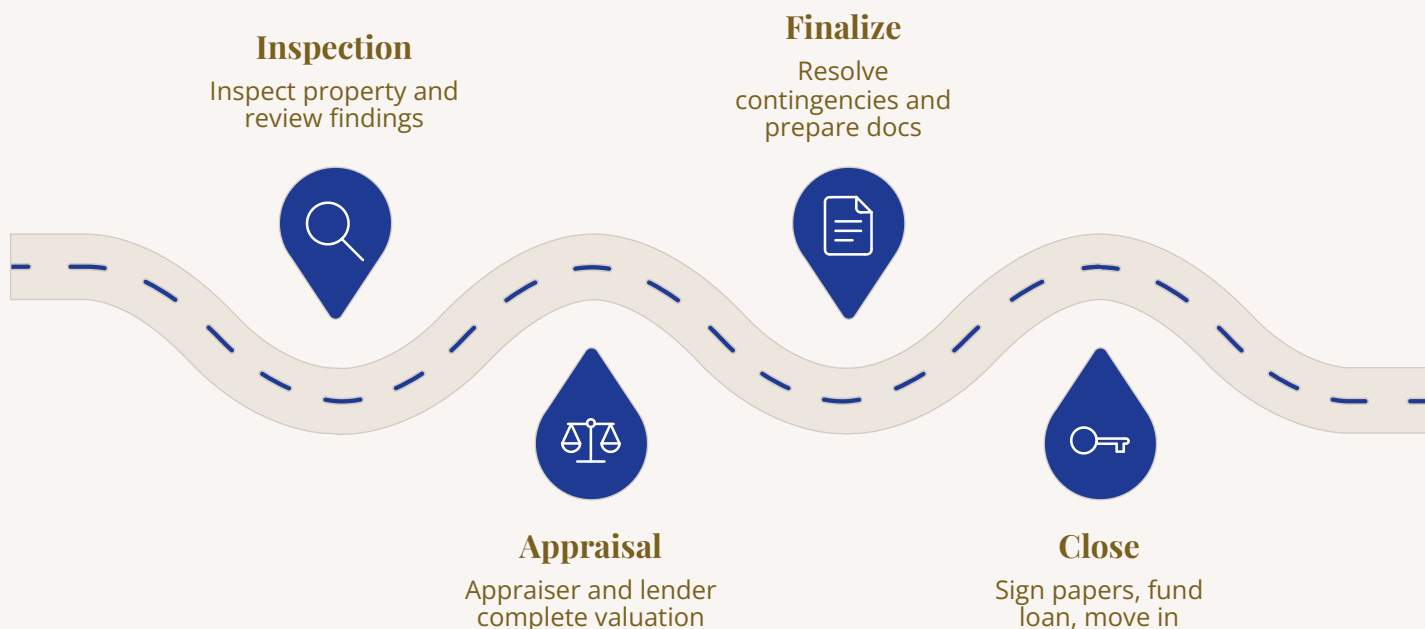 Inspection
Inspect property and
review findings
Appraisal
Appraiser and lender
complete valuation
Finalize
Resolve
contingencies and
prepare docs
Close
Sign papers, fund
loan, move in